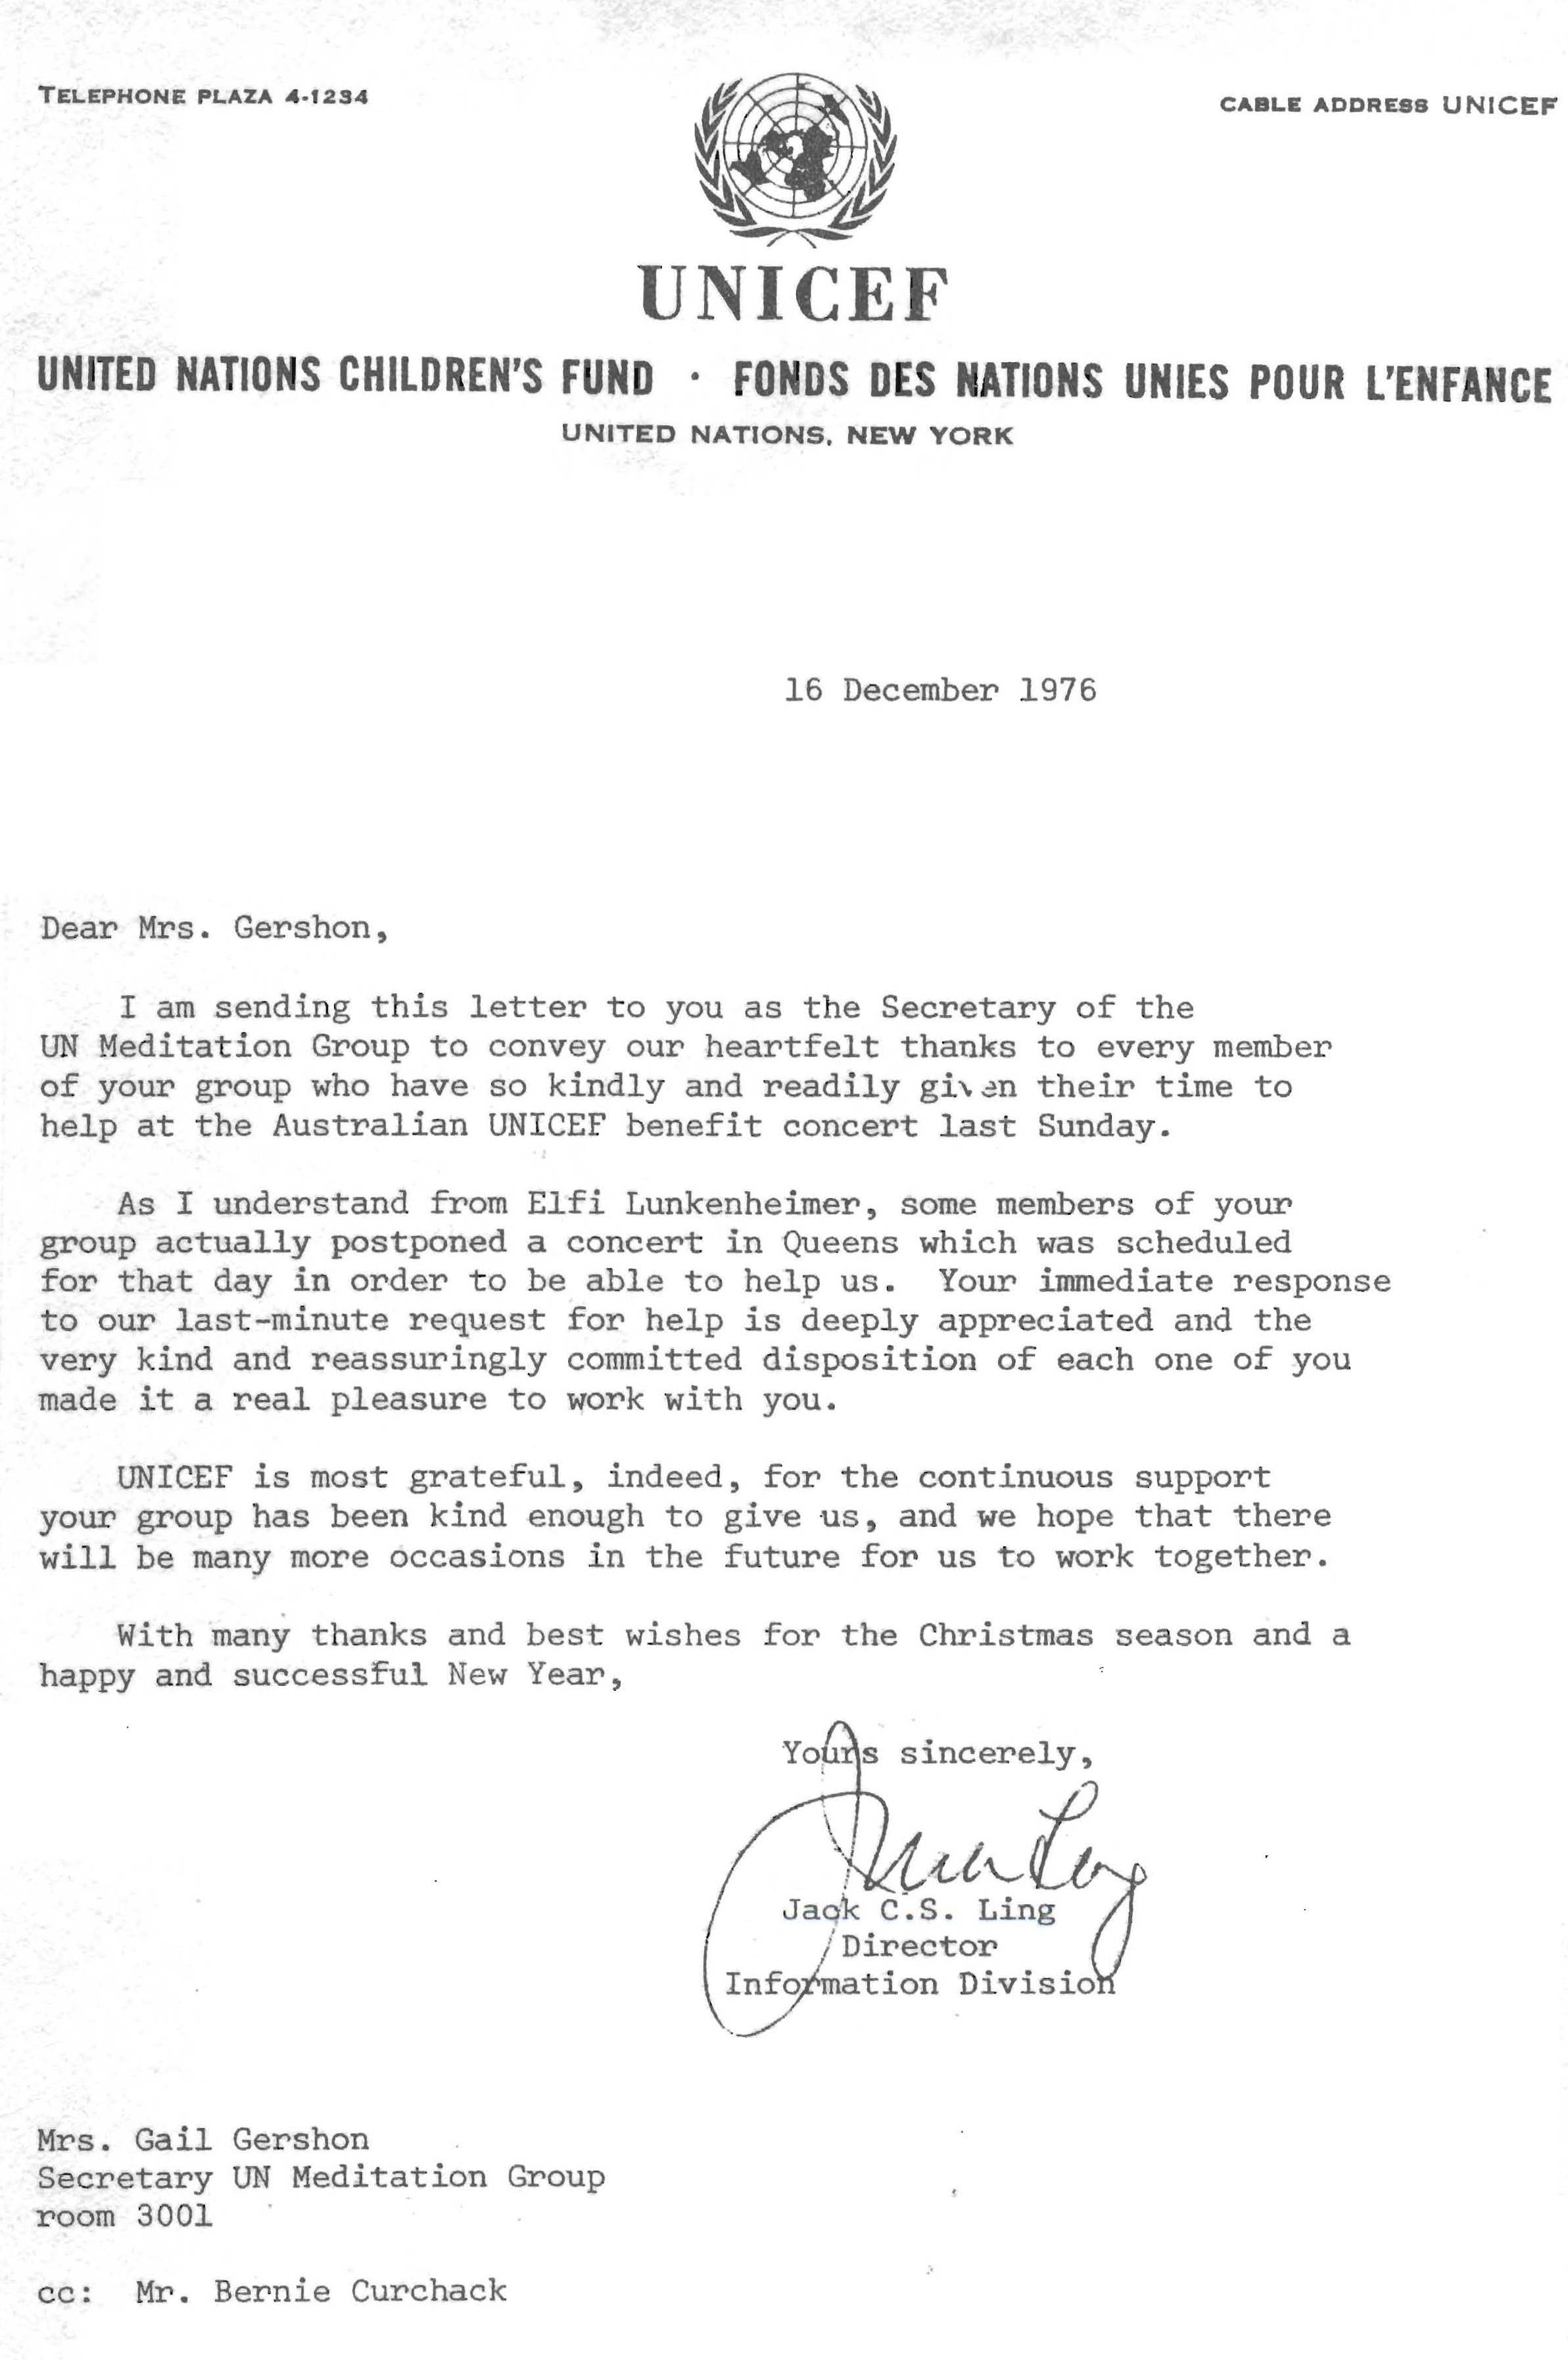 TELEPHONE PLAZA 4-1234
CABLE ADDRESS UNICEF
UNICEF
UNITED NATIONS CHILDREN'S FUND · FONDS DES NATIONS UNIES POUR L'ENFANCE
UNITED NATIONS, NEW YORK
16 December 1976
Dear Mrs. Gershon,
I am sending this letter to you as the Secretary of the
UN Meditation Group to convey our heartfelt thanks to every member
of your group who have so kindly and readily given their time to
help at the Australian UNICEF benefit concert last Sunday.
As I understand from Elfi Lunkenheimer, some members of your
group actually postponed a concert in Queens which was scheduled
for that day in order to be able to help us. Your immediate response
to our last-minute request for help is deeply appreciated and the
very kind and reassuringly committed disposition of each one of you
made it a real pleasure to work with you.
UNICEF is most grateful, indeed, for the continuous support
your group has been kind enough to give us, and we hope that there
will be many more occasions in the future for us to work together.
With many thanks and best wishes for the Christmas season and a
happy and successful New Year,
Yours sincerely,
Jack Ling
Jack C.S. Ling
Director
Information Division
Mrs. Gail Gershon
Secretary UN Meditation Group
room 3001
cc: Mr. Bernie Curchack